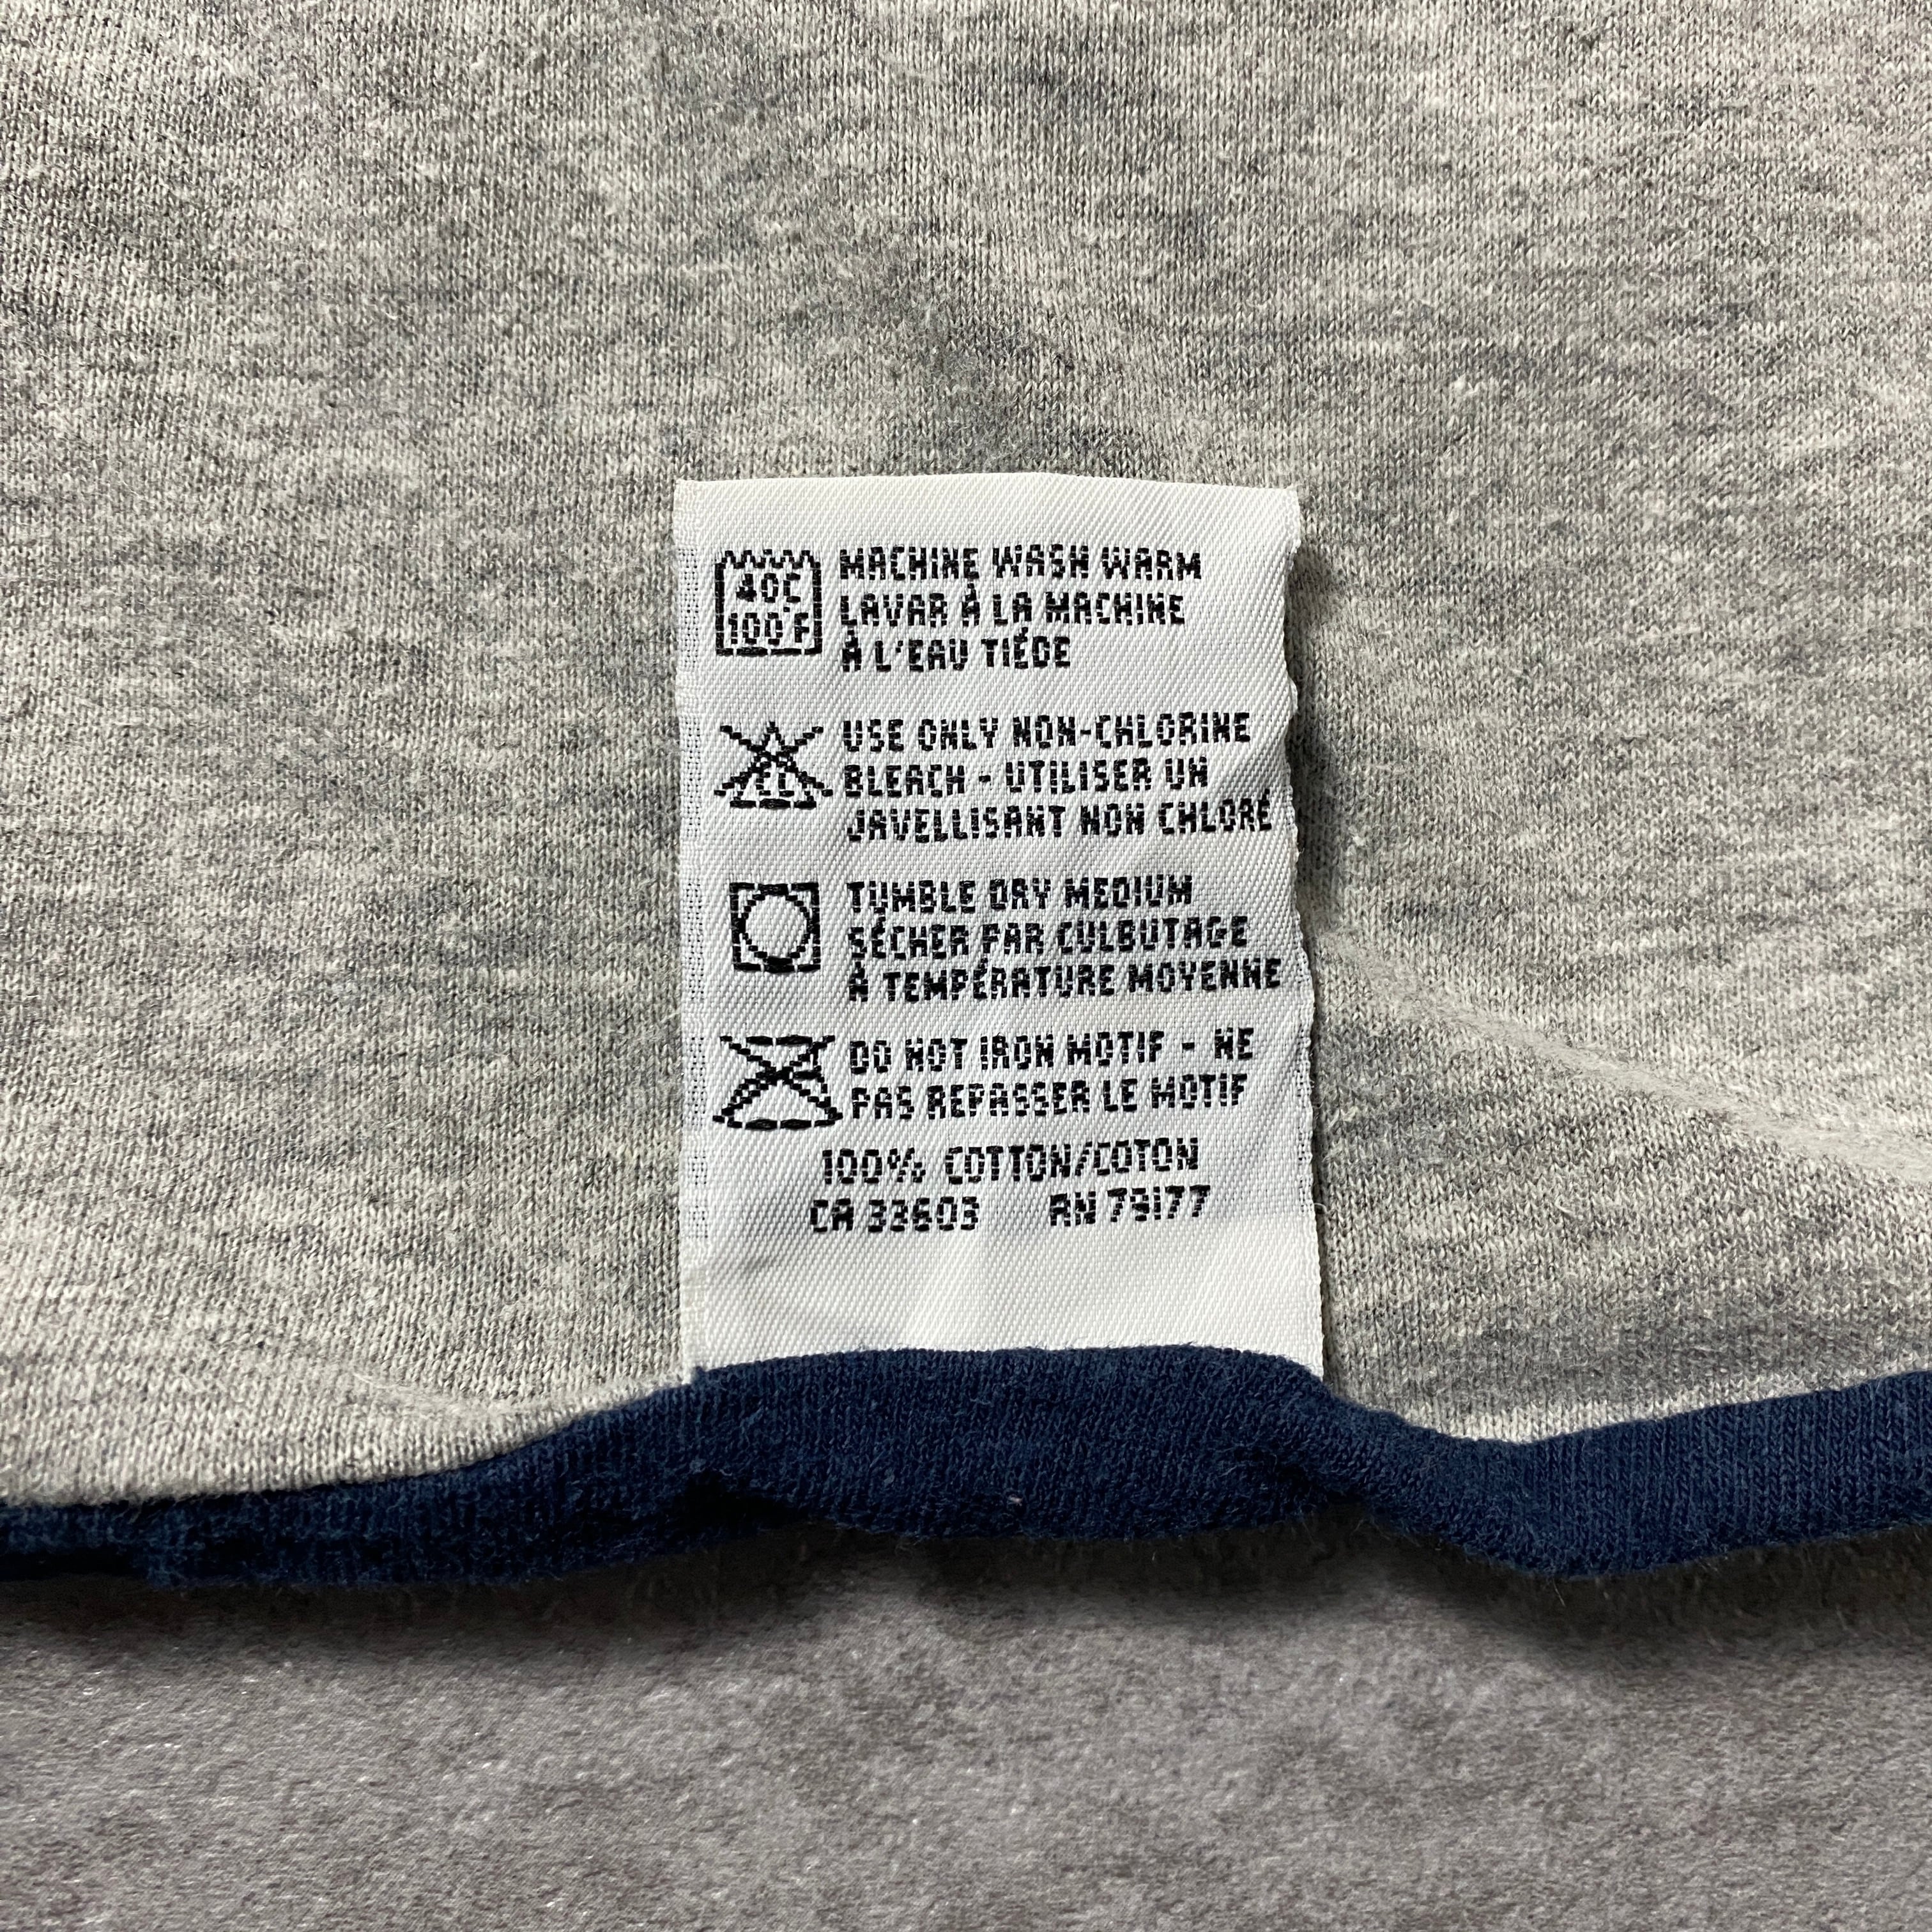 40C
100°F
MACHINE WASH WARM
LAVAR À LA MACHINE
À L'EAU TIÉDE
CL
USE ONLY NON-CHLORINE
BLEACH - UTILISER UN
JAVELLISANT NON CHLORÉ
TUMBLE DRY MEDIUM
SÉCHER PAR CULBUTAGE
À TEMPÉRATURE MOYENNE
DO NOT IRON MOTIF - NE
PAS REPASSER LE MOTIF
100% COTTON/COTON
CA 33603 RN 79177